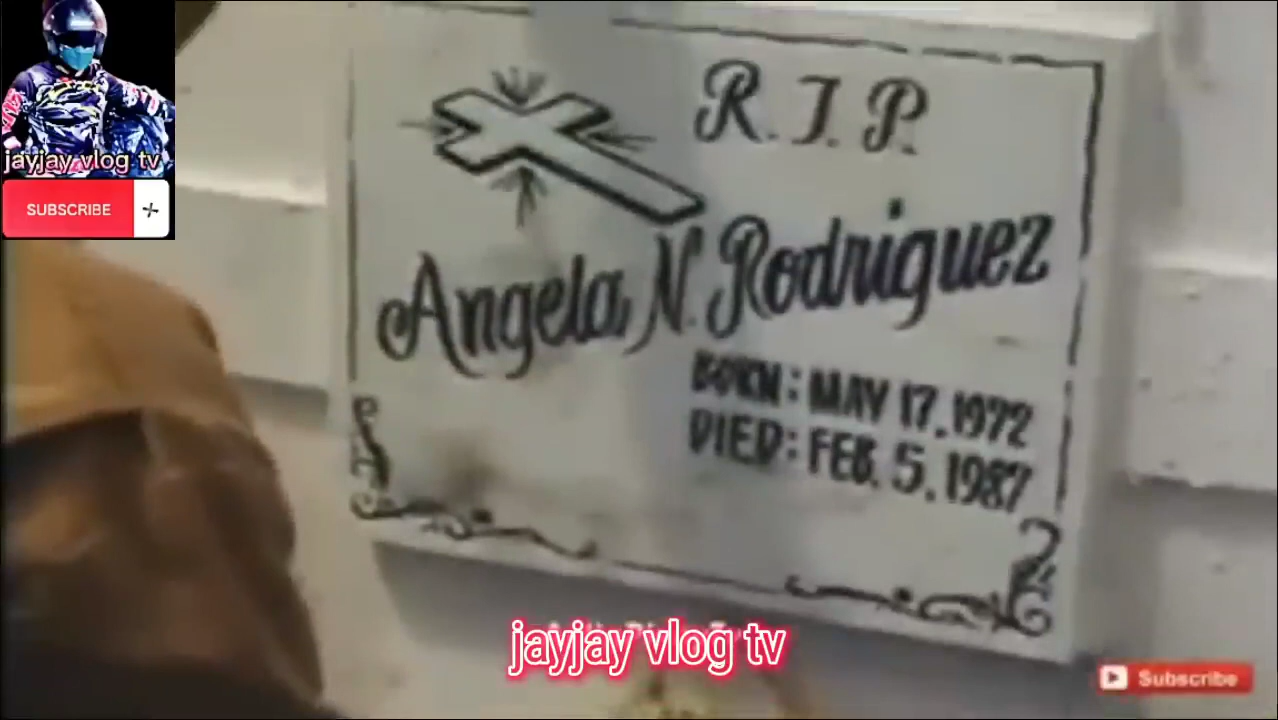 jayjay vlog tv
SUBSCRIBE
R.I.P.
Angela N. Rodriguez
BORN: MAY 17.1972
DIED: FEB. 5.1987
jayjay vlog tv
Subscribe